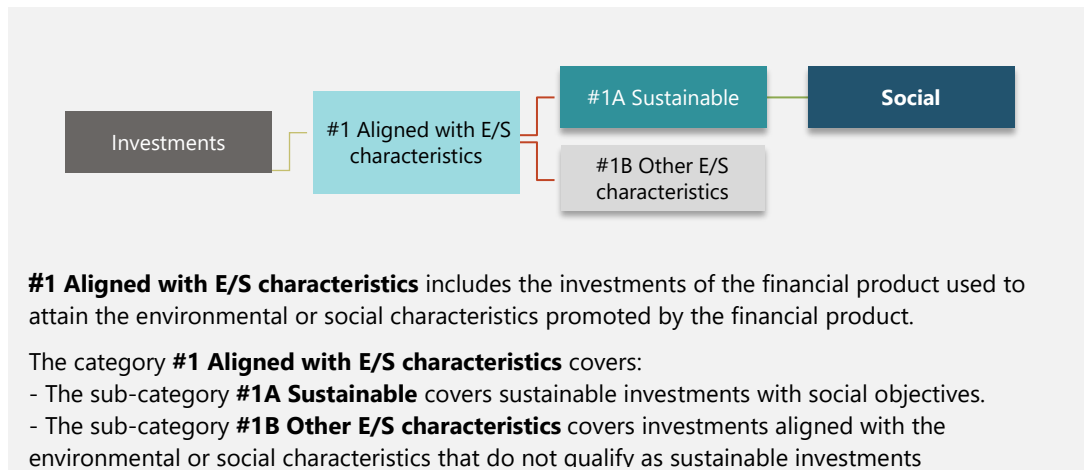 #1A Sustainable
Social
Investments
#1 Aligned with E/S
characteristics
#1B Other E/S
characteristics
#1 Aligned with E/S characteristics includes the investments of the financial product used to
attain the environmental or social characteristics promoted by the financial product.
The category #1 Aligned with E/S characteristics covers:
- The sub-category #1A Sustainable covers sustainable investments with social objectives.
- The sub-category #1B Other E/S characteristics covers investments aligned with the
environmental or social characteristics that do not qualify as sustainable investments